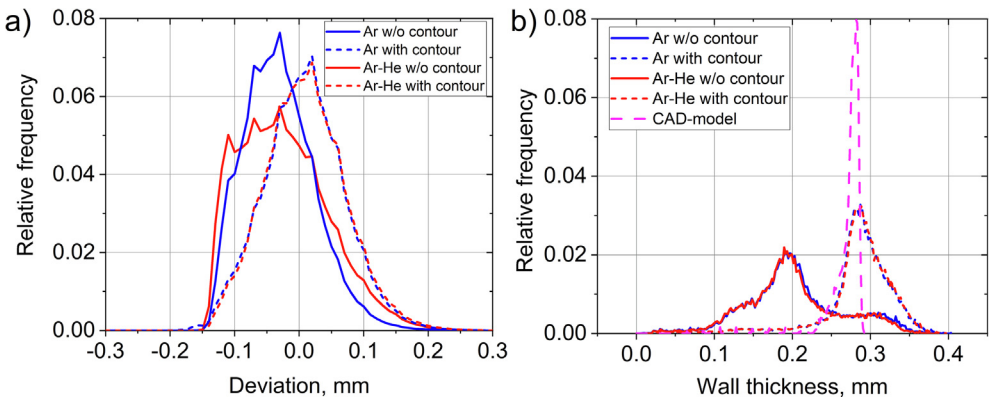 a)
Relative frequency
0.08
0.06
0.04
0.02
0.00
-0.3
-0.2
-0.1
0.0
0.1
0.2
0.3
Deviation, mm
Ar w/o contour
Ar with contour
Ar-He w/o contour
Ar-He with contour
b)
Relative frequency
0.08
0.06
0.04
0.02
0.00
0.0
0.1
0.2
0.3
0.4
Wall thickness, mm
Ar w/o contour
Ar with contour
Ar-He w/o contour
Ar-He with contour
CAD-model